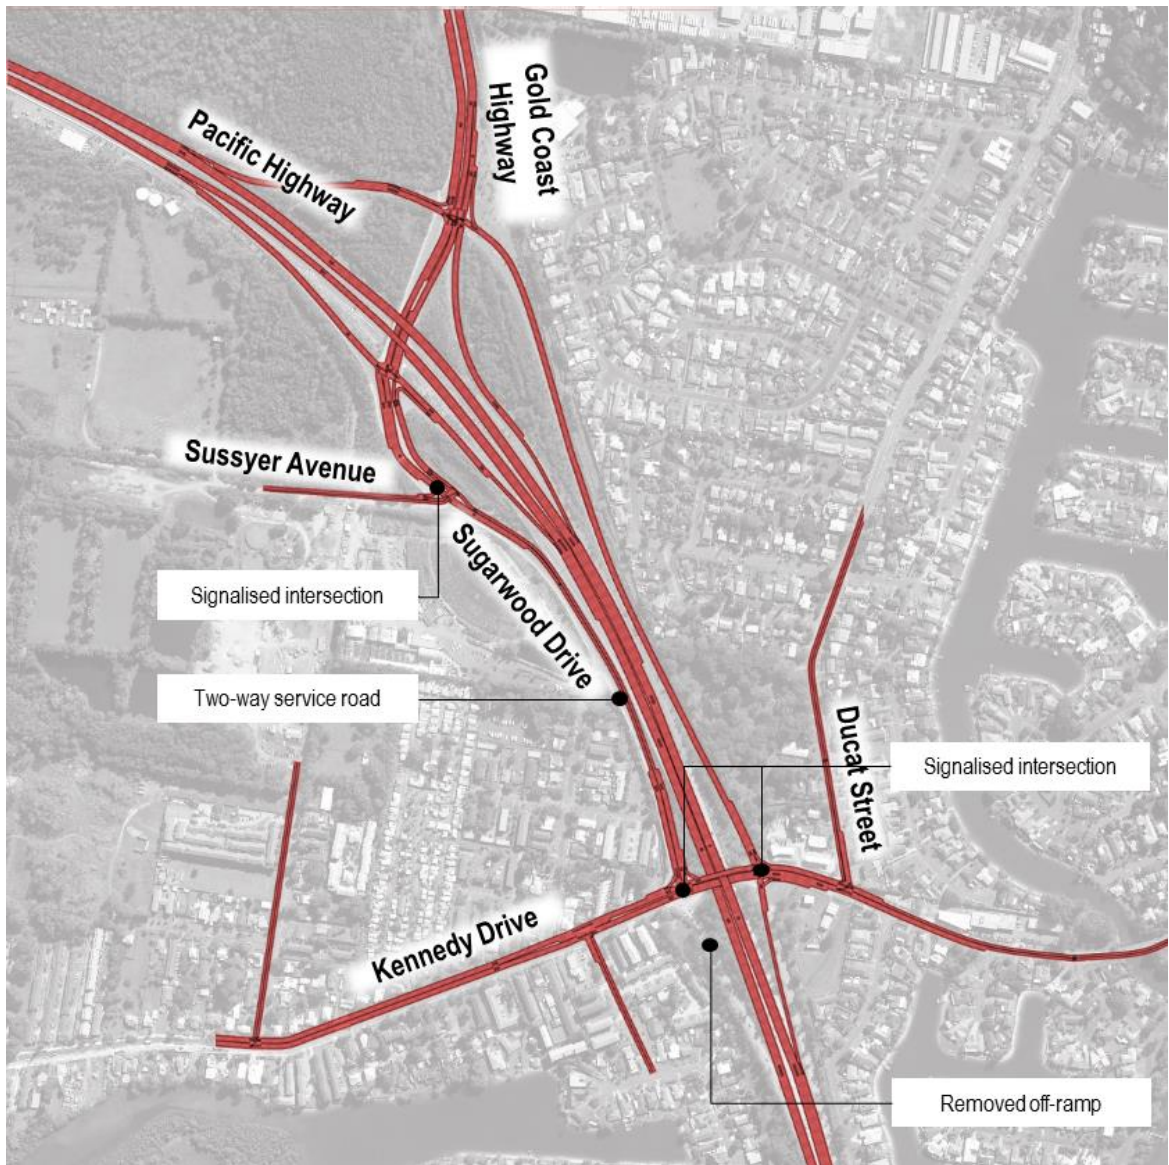 Gold Coast
Highway
Pacific Highway
Sussyer Avenue
Signalised intersection
Sugarwood Drive
Two-way service road
Ducat Street
Signalised intersection
Kennedy Drive
Removed off-ramp